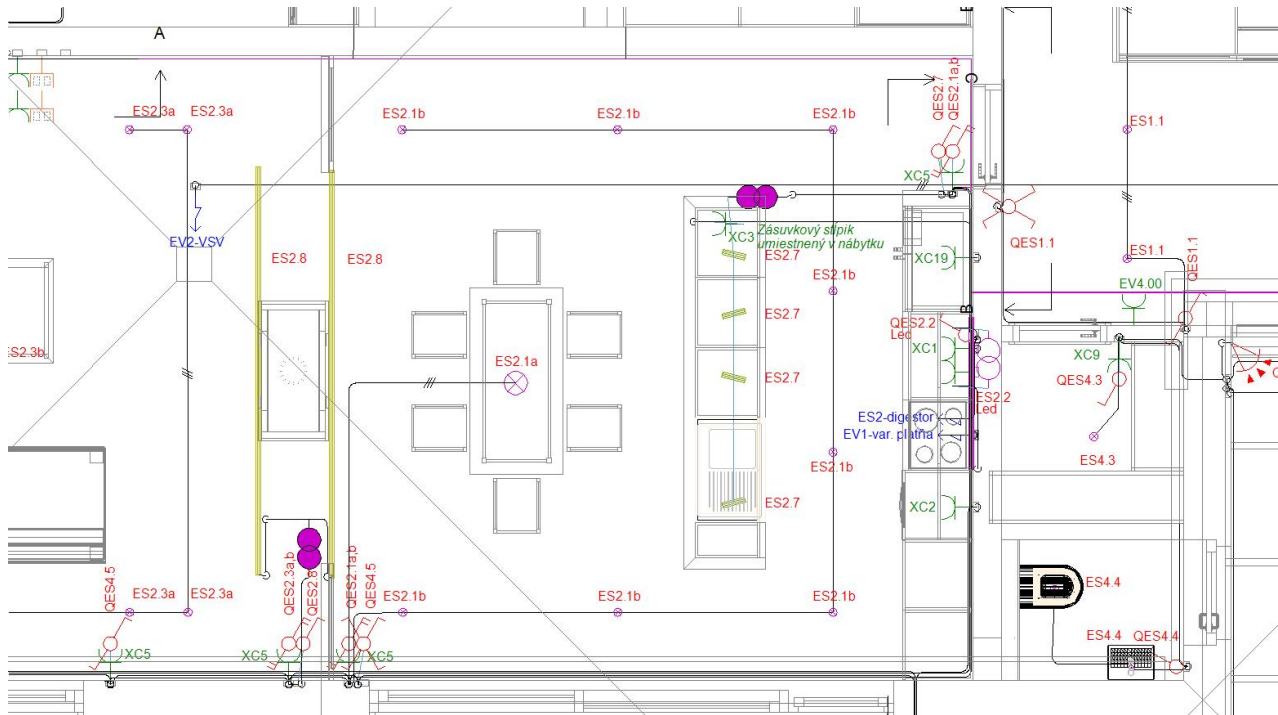 A
C
ES2.3a
ES2.3a
ES2.1b
ES2.1b
ES2.1b
QES2.7
QES2.1a,b
ES1.1
XC5
EV2-VSV
ES2.8
ES2.8
XC3
Zásuvkový stĺpik
umiestnený v nábytku
ES2.7
XC19
QES1.1
ES1.1
QES1.1
ES2.1b
EV4.00
B
ES2.3b
ES2.7
QES2.2
Led
XC1
XC9
ES2.1a
ES2.7
QES4.3
ES2.2
Led
ES2-digestor
EV1-var. platňa
ES4.3
ES2.1b
ES2.7
XC2
QES4.5
ES2.3a
ES2.3a
QES2.3a,b
QES2.8
QES2.1a,b
QES4.5
ES2.1b
ES2.1b
ES2.1b
ES4.4
ES4.4
QES4.4
XC5
XC5
XC5